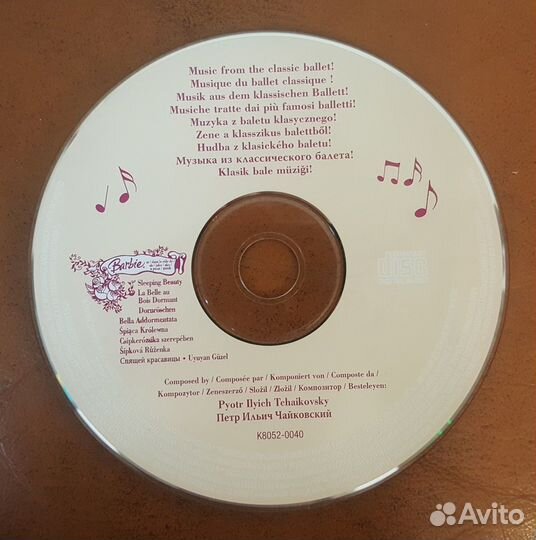 Music from the classic ballet!
Musique du ballet classique !
Musik aus dem klassischen Ballett!
Musiche tratte dai più famosi balletti!
Muzyka z baletu klasycznego!
Zene a klasszikus balettből!
Hudba z klasického baletu!
Музыка из классического балета!
Klasik bale müziği!
Barbie
Sleeping Beauty
La Belle au
Bois Dormant
Dornröschen
Bella Addormentata
Śpiąca Królewna
Csipkerózsika szerepében
Šípková Růženka
Спящей красавицы • Uyuyan Güzel
disc
Composed by / Composée par / Komponiert von / Composte da /
Kompozytor / Zeneszerző / Složil / Zložil / Композитор / Besteleyen:
Pyotr Ilyich Tchaikovsky
Петр Ильич Чайковский
K8052-0040
Avito